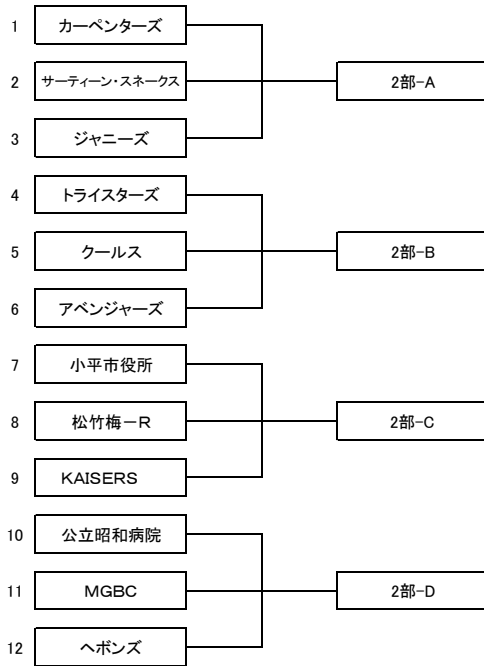 1 カーペンターズ
2 サーティーン・スネークス 2部-A
3 ジャニーズ
4 トライスターズ
5 クールス 2部-B
6 アベンジャーズ
7 小平市役所
8 松竹梅－R 2部-C
9 KAISERS
10 公立昭和病院
11 MGBC 2部-D
12 ヘボンズ